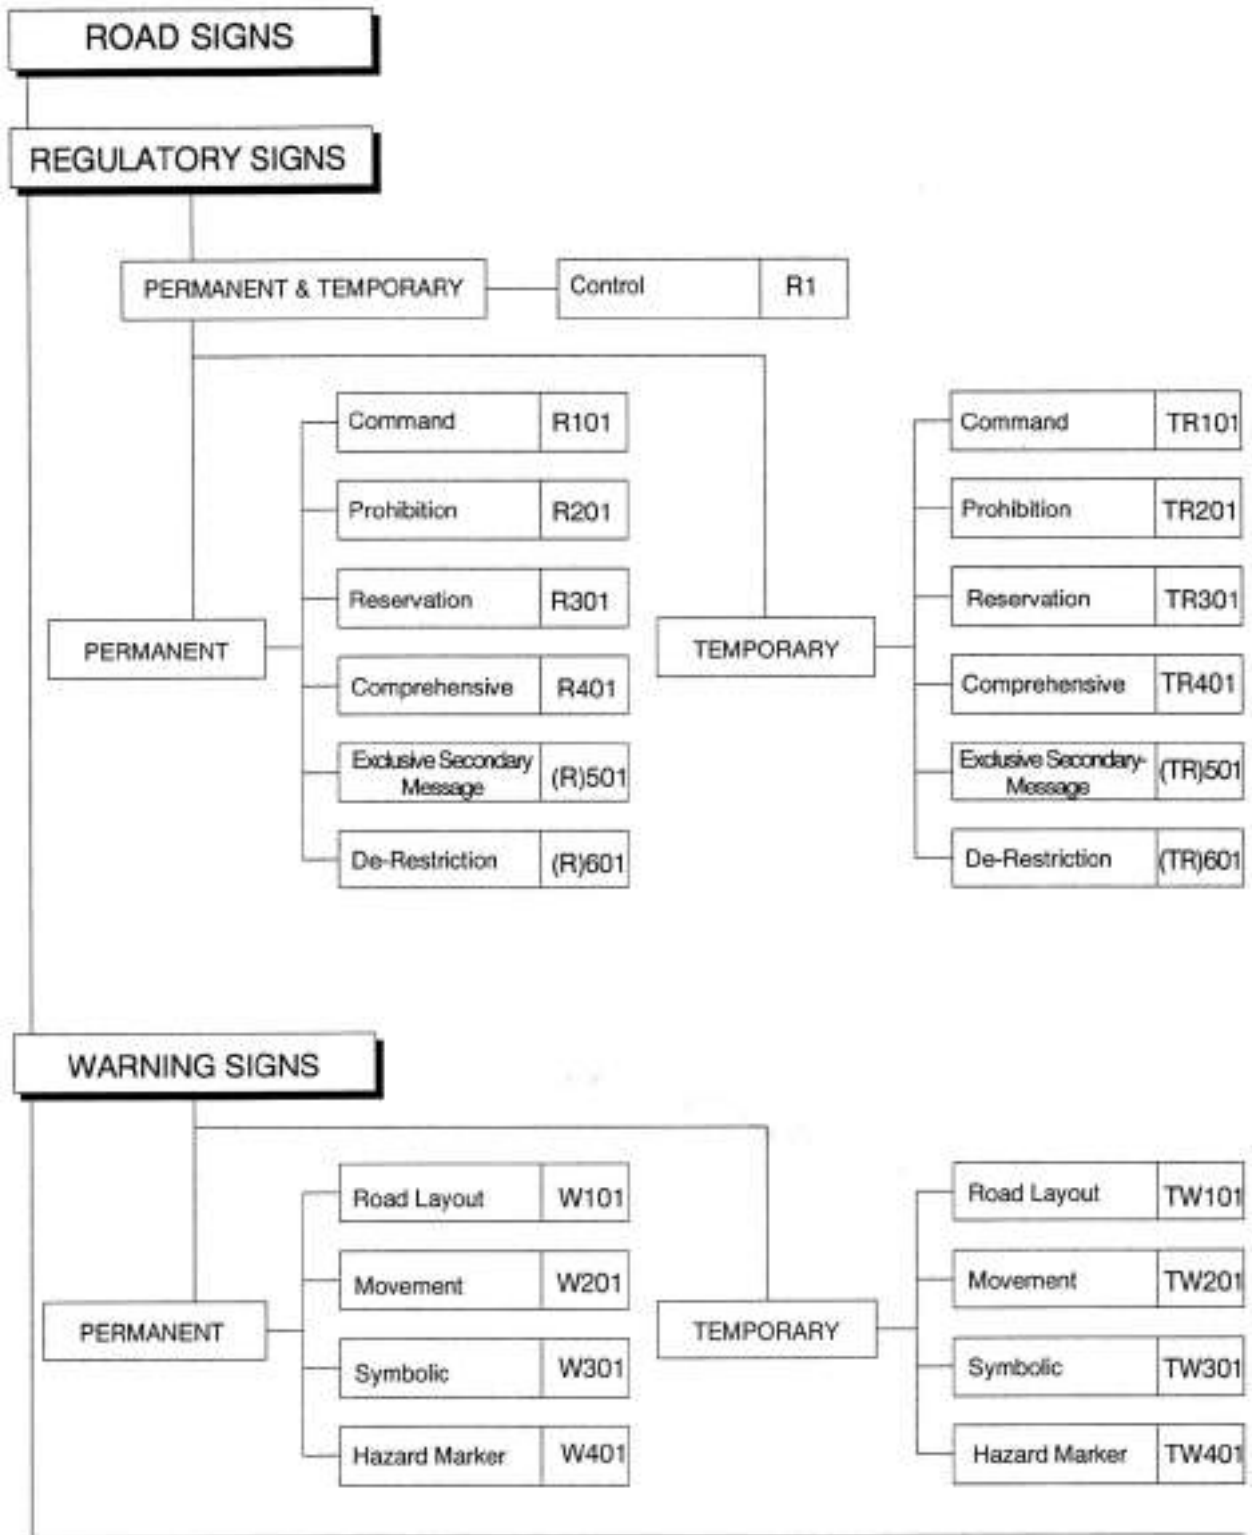 ROAD SIGNS
REGULATORY SIGNS
PERMANENT & TEMPORARY
Control R1
PERMANENT
Command R101
Prohibition R201
Reservation R301
Comprehensive R401
Exclusive Secondary
Message (R)501
De-Restriction (R)601
TEMPORARY
Command TR101
Prohibition TR201
Reservation TR301
Comprehensive TR401
Exclusive Secondary-
Message (TR)501
De-Restriction (TR)601
WARNING SIGNS
PERMANENT
Road Layout W101
Movement W201
Symbolic W301
Hazard Marker W401
TEMPORARY
Road Layout TW101
Movement TW201
Symbolic TW301
Hazard Marker TW401